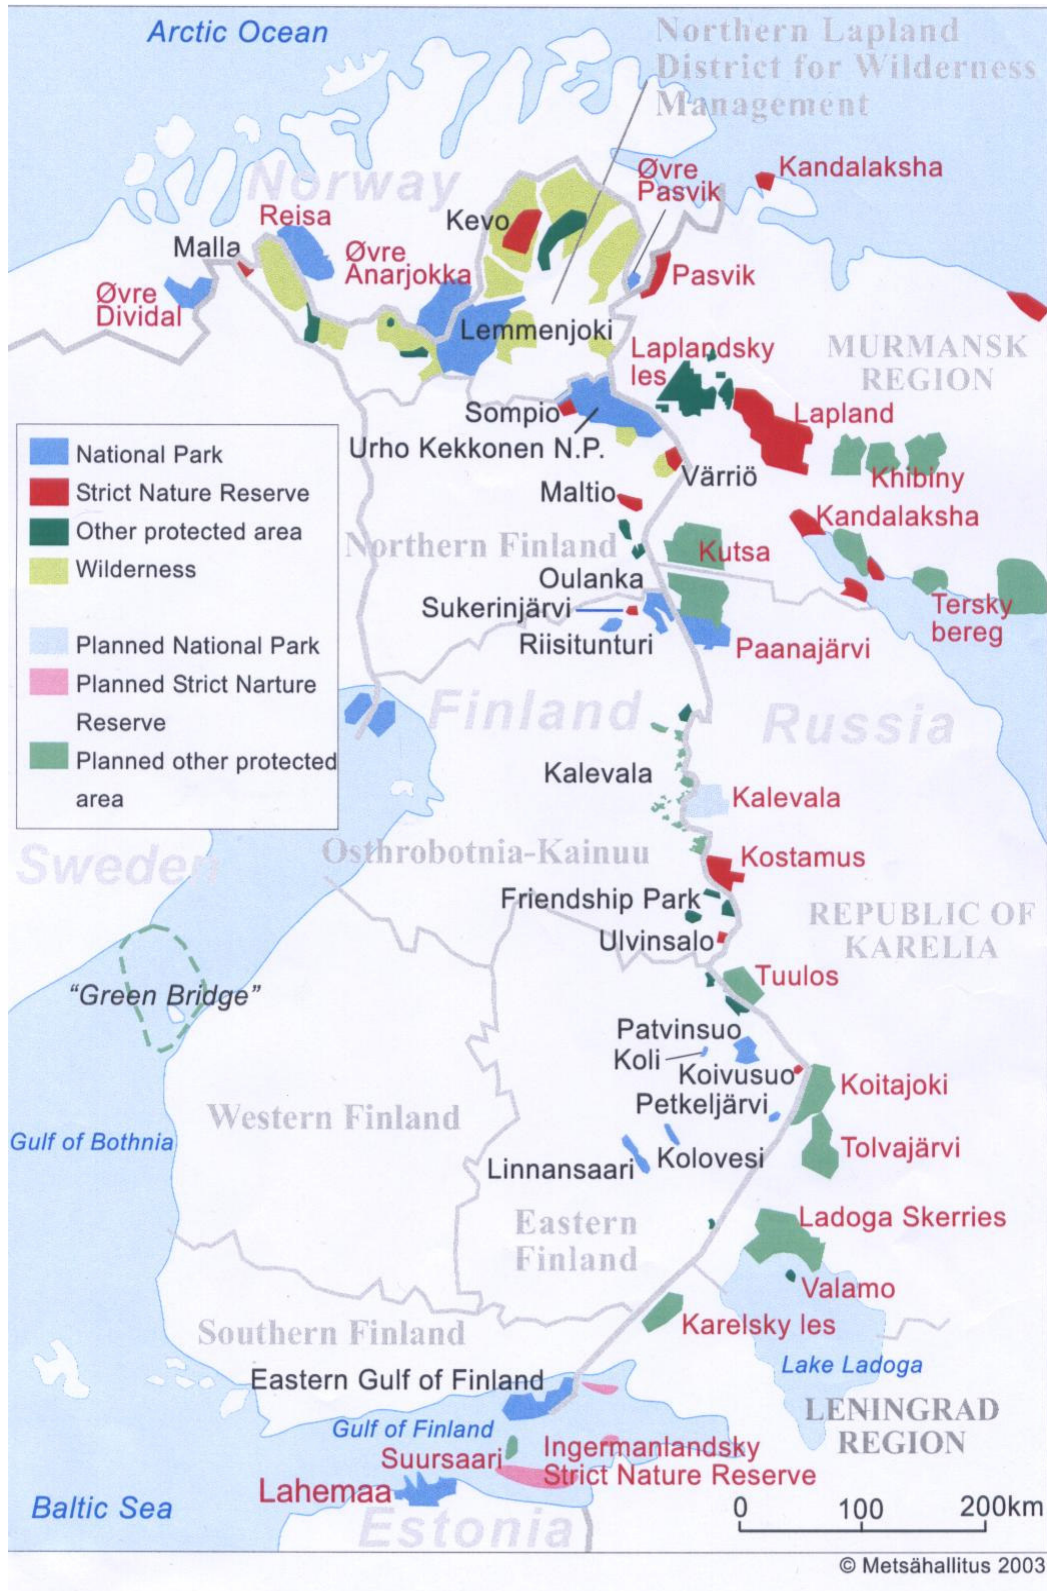 Arctic Ocean
Northern Lapland
District for Wilderness
Management
Norway
Øvre
Pasvik
Kandalaksha
Reisa
Kevo
Malla
Øvre
Anarjokka
Pasvik
Øvre
Dividal
Lemmenjoki
Laplandsky
les
MURMANSK
REGION
Sompio
Lapland
Urho Kekkonen N.P.
Khibiny
Värriö
Maltio
Kandalaksha
National Park
Strict Nature Reserve
Other protected area
Wilderness
Planned National Park
Planned Strict Narture
Reserve
Planned other protected
area
Northern Finland
Kutsa
Oulanka
Sukerinjärvi
Riisitunturi
Tersky
bereg
Paanajärvi
Finland
Russia
Kalevala
Kalevala
Sweden
Osthrobotnia-Kainuu
Kostamus
Friendship Park
REPUBLIC OF
KARELIA
Ulvinsalo
Tuulos
"Green Bridge"
Patvinsuo
Koli
Koivusuo
Koitajoki
Petkeljärvi
Western Finland
Gulf of Bothnia
Tolvajärvi
Kolovesi
Linnansaari
Eastern
Finland
Ladoga Skerries
Valamo
Southern Finland
Karelsky les
Lake Ladoga
Eastern Gulf of Finland
LENINGRAD
REGION
Gulf of Finland
Suursaari
Ingermanlandsky
Strict Nature Reserve
Lahemaa
Baltic Sea
Estonia
0 100 200km
© Metsähallitus 2003